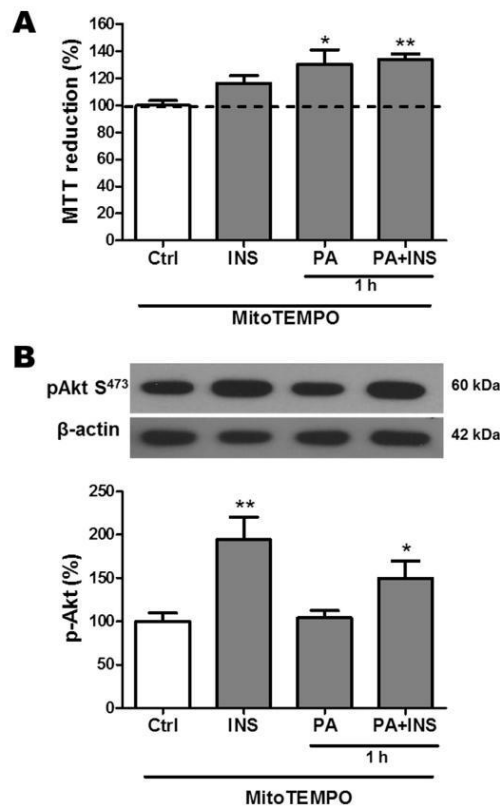 A
MTT reduction (%)
160
140
120
100
80
60
40
20
0
*
**
Ctrl INS PA PA+INS
1 h
MitoTEMPO
B
pAkt S⁴⁷³ 60 kDa
β-actin 42 kDa
p-Akt (%)
250
200
150
100
50
0
**
*
Ctrl INS PA PA+INS
1 h
MitoTEMPO